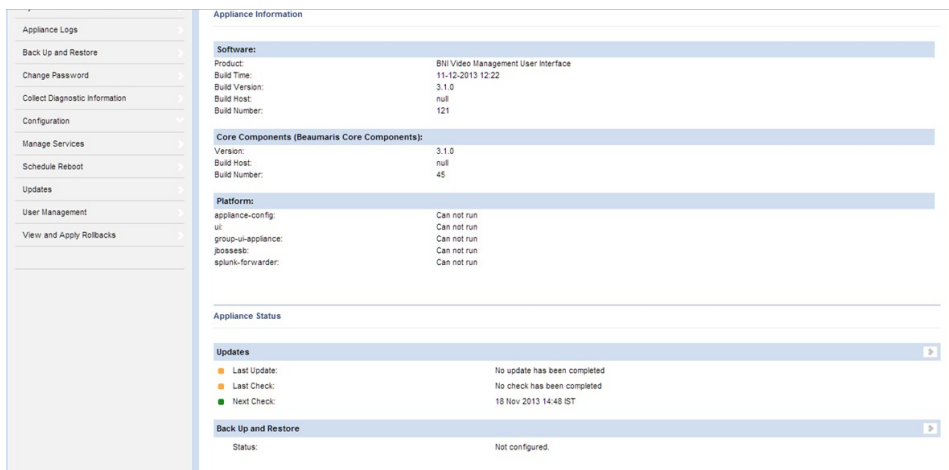 Appliance Logs
Back Up and Restore
Change Password
Collect Diagnostic Information
Configuration
Manage Services
Schedule Reboot
Updates
User Management
View and Apply Rollbacks
Appliance Information
Software:
Product: BNI Video Management User Interface
Build Time: 11-12-2013 12:22
Build Version: 3.1.0
Build Host: null
Build Number: 121
Core Components (Beaumaris Core Components):
Version: 3.1.0
Build Host: null
Build Number: 45
Platform:
appliance-config: Can not run
ui: Can not run
group-ui-appliance: Can not run
jbossesb: Can not run
splunk-forwarder: Can not run
Appliance Status
Updates
Last Update: No update has been completed
Last Check: No check has been completed
Next Check: 18 Nov 2013 14:48 IST
Back Up and Restore
Status: Not configured.